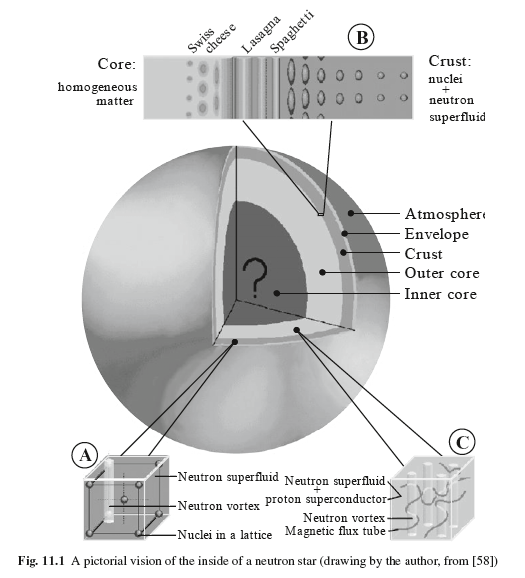 Swiss
cheese
Lasagna
Spaghetti
B
Core:
homogeneous
matter
Crust:
nuclei
+
neutron
superfluid
Atmosphere
Envelope
Crust
Outer core
Inner core
?
A
Neutron superfluid
Neutron vortex
Nuclei in a lattice
C
Neutron superfluid
+
proton superconductor
Neutron vortex
Magnetic flux tube
Fig. 11.1 A pictorial vision of the inside of a neutron star (drawing by the author, from [58])